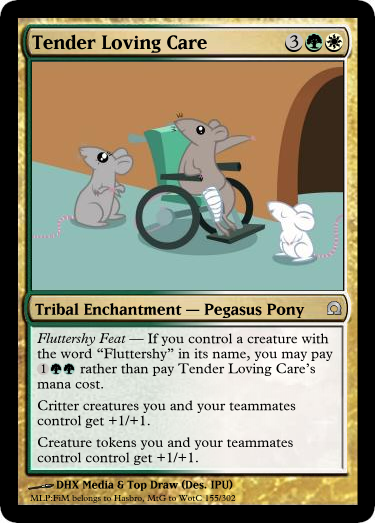 Tender Loving Care 3
Tribal Enchantment — Pegasus Pony
Fluttershy Feat — If you control a creature with
the word “Fluttershy” in its name, you may pay
1 rather than pay Tender Loving Care’s
mana cost.
Critter creatures you and your teammates
control get +1/+1.
Creature tokens you and your teammates
control control get +1/+1.
DHX Media & Top Draw (Des. IPU)
MLP:FiM belongs to Hasbro, MtG to WotC 155/302